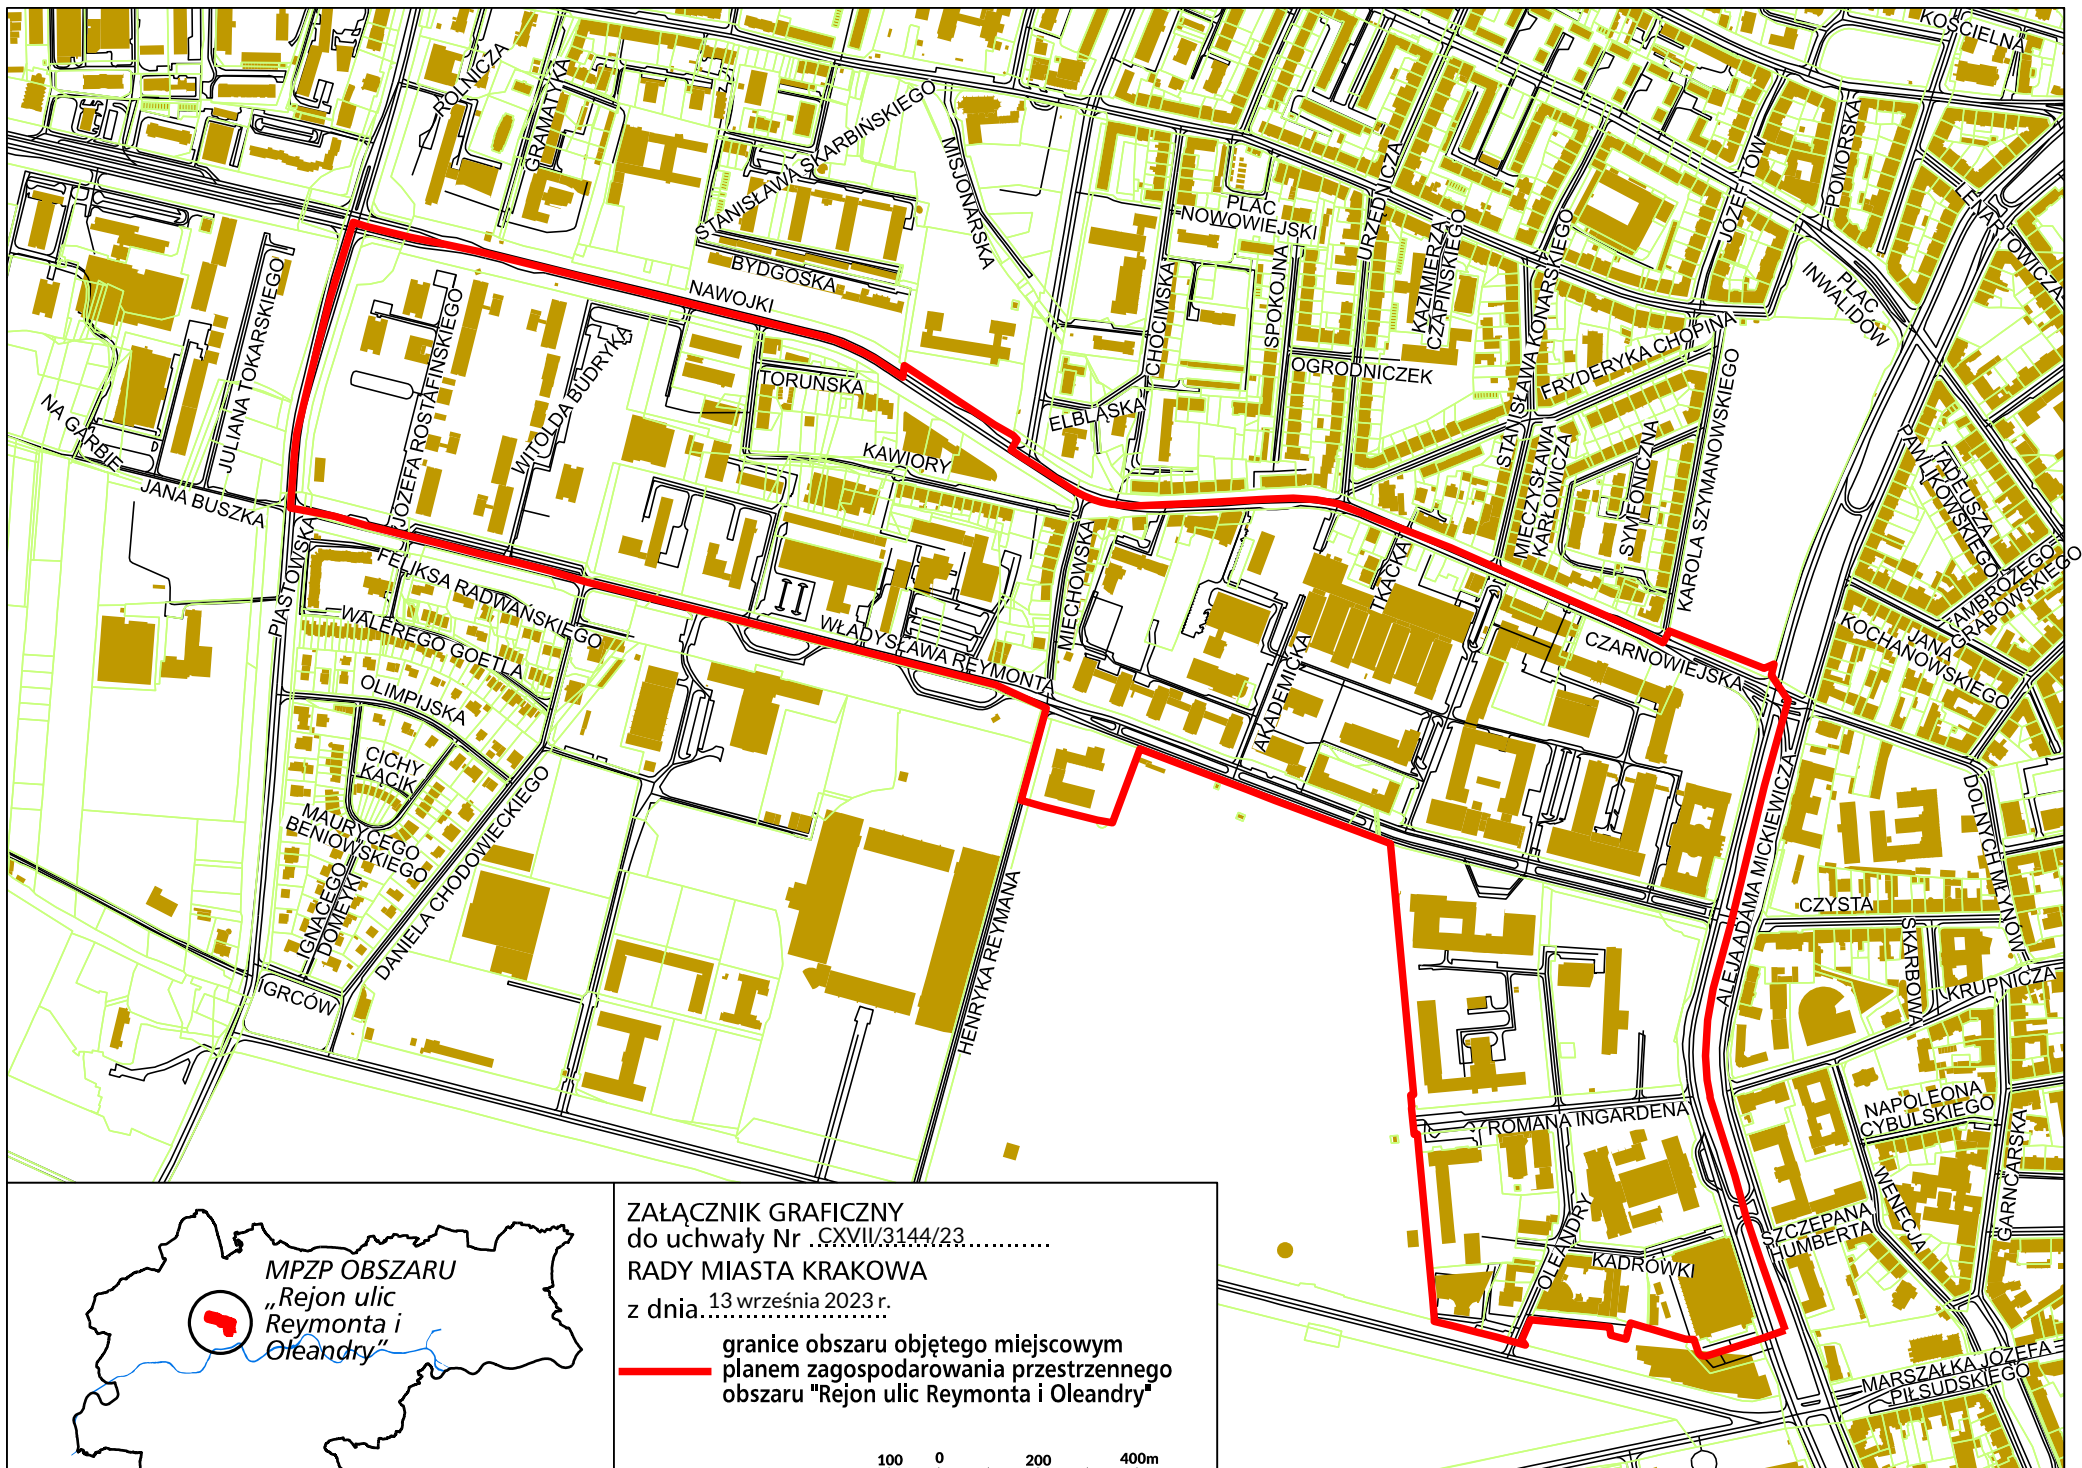 KOŚCIELNA
ROLNICZA
GRAMATYKA
STANISŁAWA SKARBIŃSKIEGO
MISJONARSKA
BYDGOSKA
NAWOJKI
PLAC
NOWOWIEJSKI
URZĘDNICZA
KAZIMIERZA
CZAPIŃSKIEGO
STANISŁAWA KONARSKIEGO
JÓZEFITÓW
POMORSKA
LENARTOWICZA
PLAC
INWALIDÓW
SPOKOJNA
CHOCIMSKA
OGRODNICZEK
FRYDERYKA CHOPINA
ELBLĄSKA
TORUŃSKA
KAWIORY
JULIANA TOKARSKIEGO
JÓZEFA ROSTAFIŃSKIEGO
WITOLDA BUDRYKA
NA GARBIE
JANA BUSZKA
PIASTOWSKA
FELIKSA RADWAŃSKIEGO
WALEREGO GOETLA
OLIMPIJSKA
CICHY
KĄCIK
MAURYCEGO
BENIOWSKIEGO
IGNACEGO
DOMEYKI
DANIELA CHODOWIECKIEGO
IGRCÓW
WŁADYSŁAWA REYMONTA
MIECHOWSKA
AKADEMICKA
TKACKA
MIECZYSŁAWA
KARŁOWICZA
SYMFONICZNA
KAROLA SZYMANOWSKIEGO
CZARNOWIEJSKA
TADEUSZA
PAWLIKOWSKIEGO
AMBROŻEGO
GRABOWSKIEGO
JANA
KOCHANOWSKIEGO
DOLNYCH MŁYNÓW
ALEJA ADAMA MICKIEWICZA
CZYSTA
SKARBOWA
KRUPNICZA
HENRYKA REYMANA
ROMANA INGARDENA
NAPOLEONA
CYBULSKIEGO
GARNCARSKA
WENECJA
SZCZEPANA
HUMBERTA
OLEANDRY
KADRÓWKI
MARSZAŁKA JÓZEFA
PIŁSUDSKIEGO
MPZP OBSZARU
„Rejon ulic
Reymonta i
Oleandry”
ZAŁĄCZNIK GRAFICZNY
do uchwały Nr ..CXVII/3144/23..............
RADY MIASTA KRAKOWA
z dnia..13 września 2023 r.
granice obszaru objętego miejscowym
planem zagospodarowania przestrzennego
obszaru "Rejon ulic Reymonta i Oleandry"
100 0 200 400m